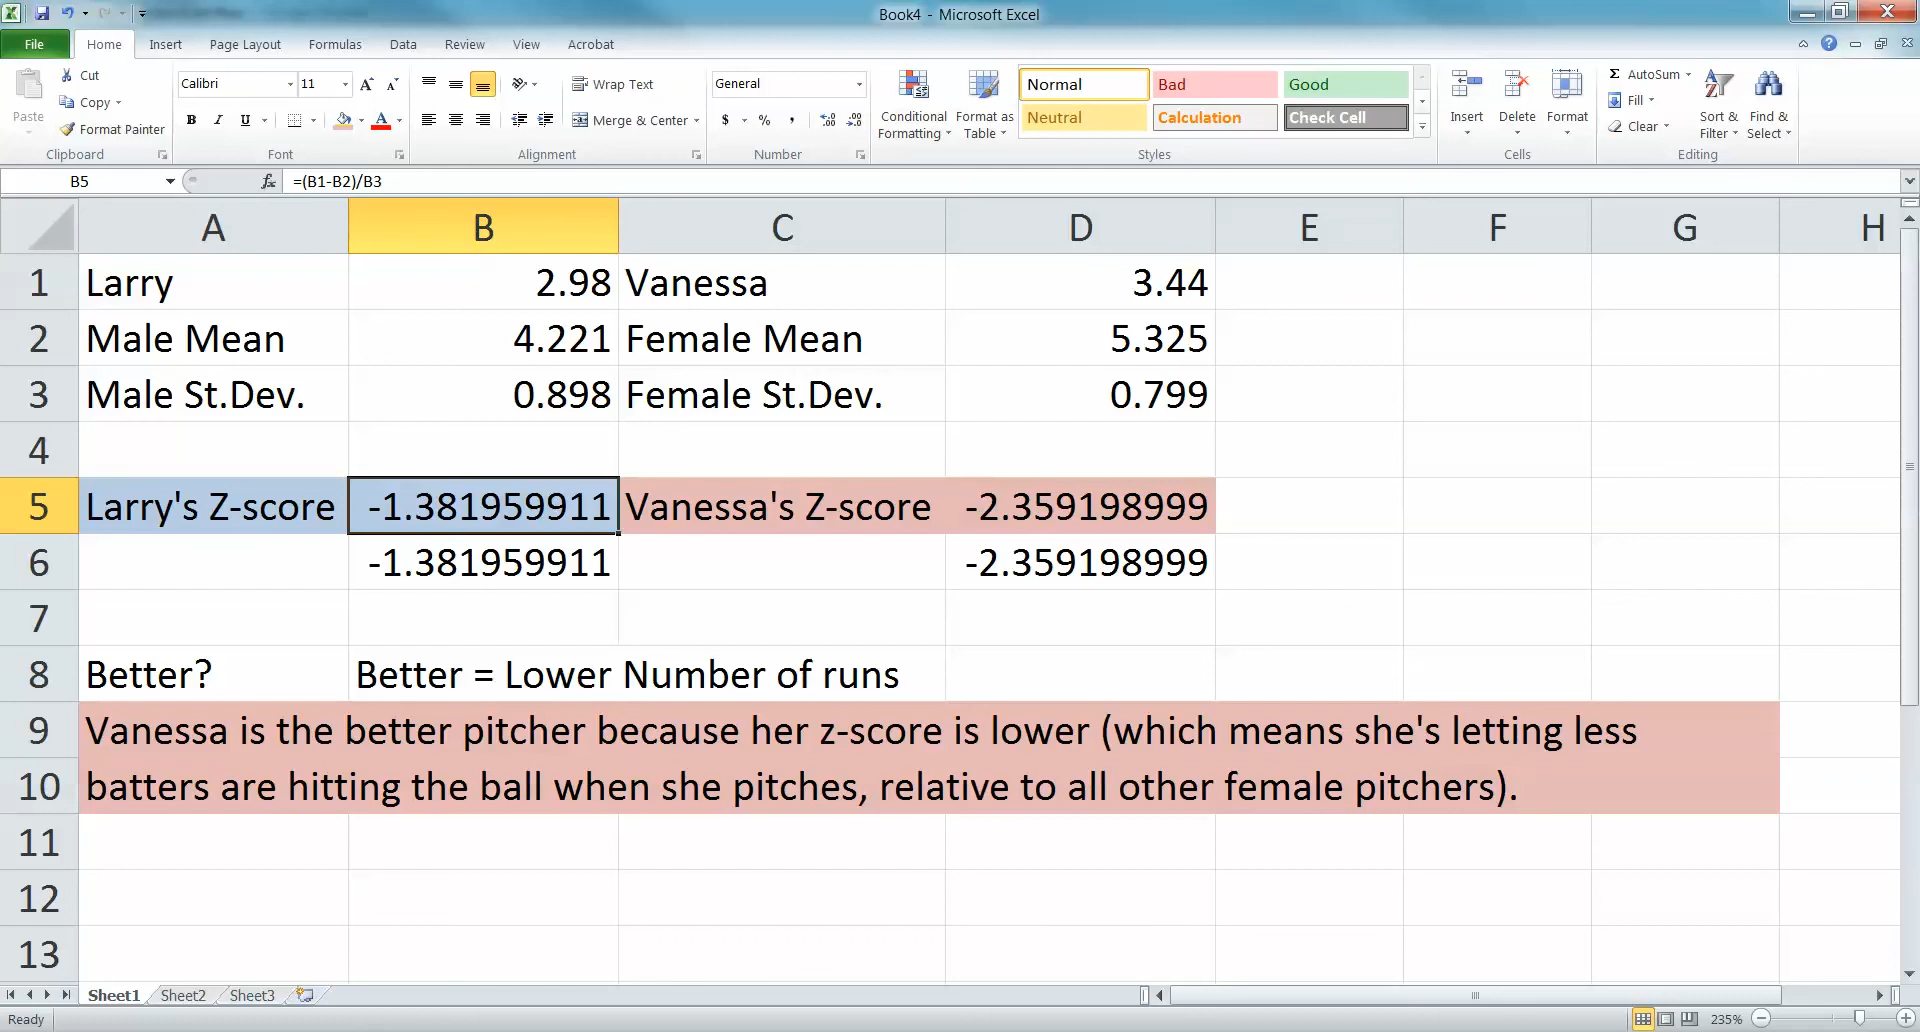 Book4 - Microsoft Excel
File Home Insert Page Layout Formulas Data Review View Acrobat
Paste
Cut
Copy
Format Painter
Clipboard
Calibri 11
B I U
Font
Wrap Text
Merge & Center
Alignment
General
$ % ,
Number
Conditional Formatting
Format as Table
Normal Bad Good
Neutral Calculation Check Cell
Styles
Insert Delete Format
Cells
Σ AutoSum
Fill
Clear
Sort & Filter
Find & Select
Editing
B5 fx =(B1-B2)/B3
A B C D E F G H
1 Larry 2.98 Vanessa 3.44
2 Male Mean 4.221 Female Mean 5.325
3 Male St.Dev. 0.898 Female St.Dev. 0.799
4
5 Larry's Z-score -1.381959911 Vanessa's Z-score -2.359198999
6 -1.381959911 -2.359198999
7
8 Better? Better = Lower Number of runs
9 Vanessa is the better pitcher because her z-score is lower (which means she's letting less
10 batters are hitting the ball when she pitches, relative to all other female pitchers).
11
12
13
Sheet1 Sheet2 Sheet3
Ready 235%